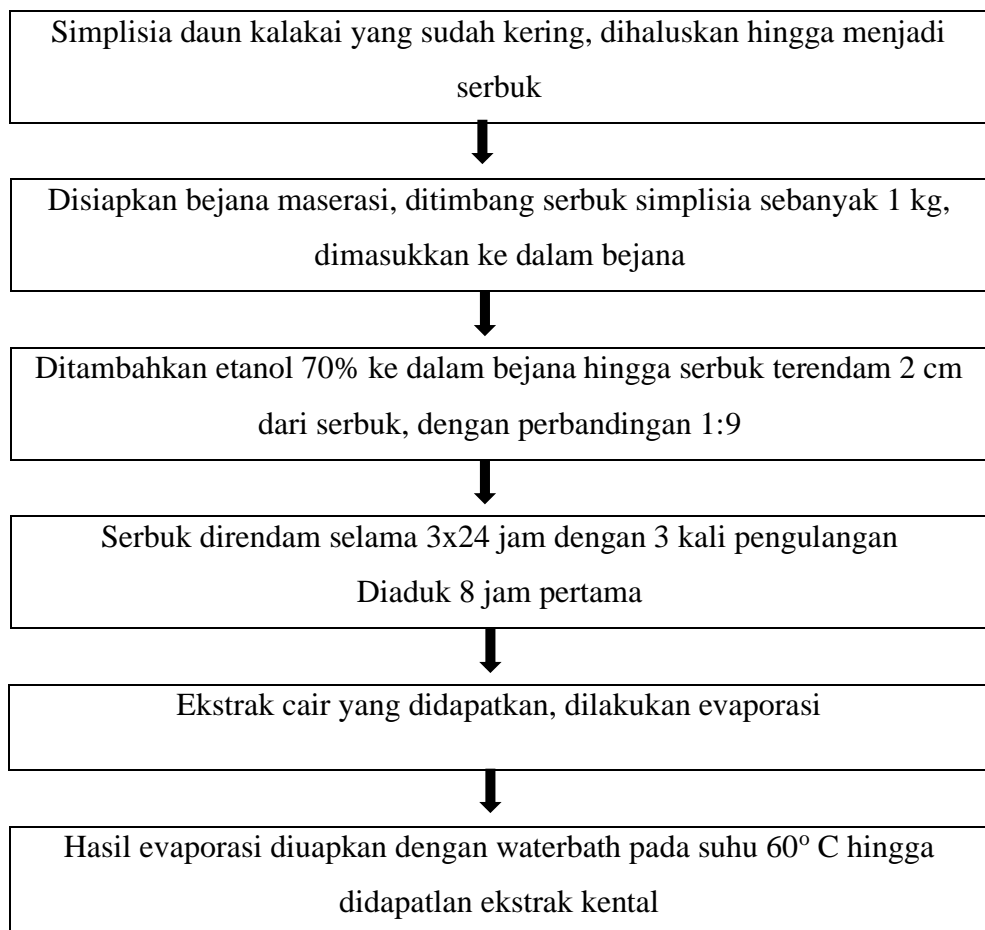 Simplisia daun kalakai yang sudah kering, dihaluskan hingga menjadi
serbuk
Disiapkan bejana maserasi, ditimbang serbuk simplisia sebanyak 1 kg,
dimasukkan ke dalam bejana
Ditambahkan etanol 70% ke dalam bejana hingga serbuk terendam 2 cm
dari serbuk, dengan perbandingan 1:9
Serbuk direndam selama 3x24 jam dengan 3 kali pengulangan
Diaduk 8 jam pertama
Ekstrak cair yang didapatkan, dilakukan evaporasi
Hasil evaporasi diuapkan dengan waterbath pada suhu 60° C hingga
didapatlan ekstrak kental